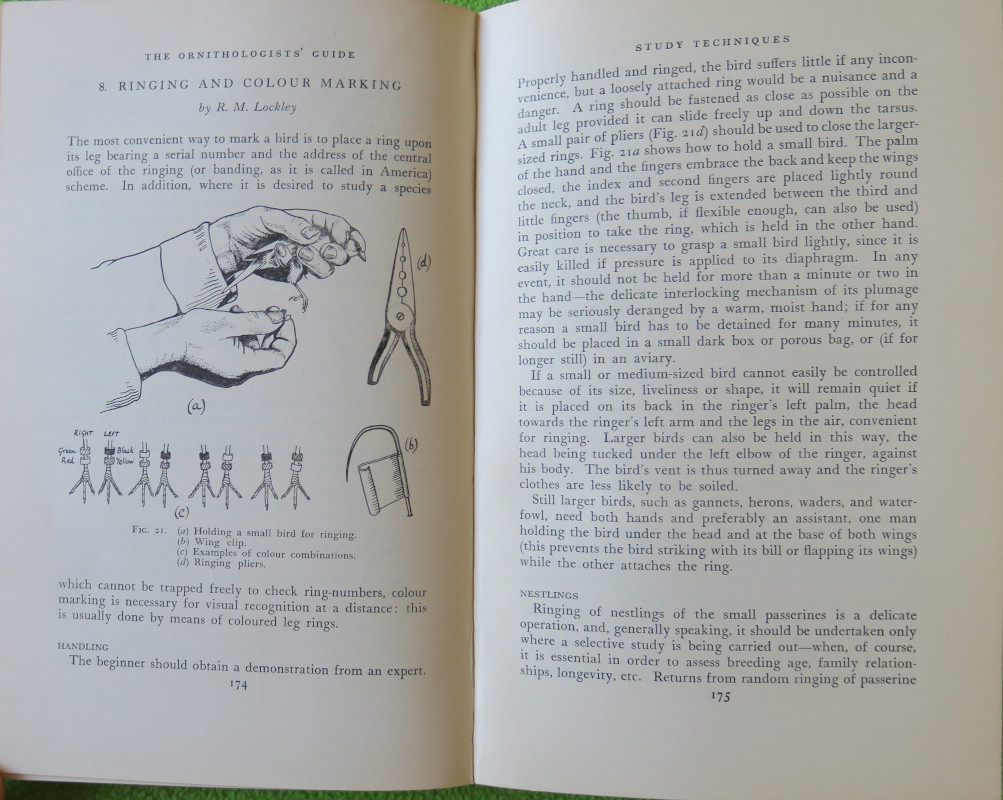 THE ORNITHOLOGISTS' GUIDE
8. RINGING AND COLOUR MARKING
by R. M. Lockley
The most convenient way to mark a bird is to place a ring upon
its leg bearing a serial number and the address of the central
office of the ringing (or banding, as it is called in America)
scheme. In addition, where it is desired to study a species
(d)
(a)
RIGHT LEFT
Green Black
Red Yellow
(b)
(c)
FIG. 21. (a) Holding a small bird for ringing.
(b) Wing clip.
(c) Examples of colour combinations.
(d) Ringing pliers.
which cannot be trapped freely to check ring-numbers, colour
marking is necessary for visual recognition at a distance: this
is usually done by means of coloured leg rings.
HANDLING
The beginner should obtain a demonstration from an expert.
174
STUDY TECHNIQUES
Properly handled and ringed, the bird suffers little if any incon-
venience, but a loosely attached ring would be a nuisance and a
danger. A ring should be fastened as close as possible on the
adult leg provided it can slide freely up and down the tarsus.
A small pair of pliers (Fig. 21d) should be used to close the larger-
sized rings. Fig. 21a shows how to hold a small bird. The palm
of the hand and the fingers embrace the back and keep the wings
closed, the index and second fingers are placed lightly round
the neck, and the bird's leg is extended between the third and
little fingers (the thumb, if flexible enough, can also be used)
in position to take the ring, which is held in the other hand.
Great care is necessary to grasp a small bird lightly, since it is
easily killed if pressure is applied to its diaphragm. In any
event, it should not be held for more than a minute or two in
the hand—the delicate interlocking mechanism of its plumage
may be seriously deranged by a warm, moist hand; if for any
reason a small bird has to be detained for many minutes, it
should be placed in a small dark box or porous bag, or (if for
longer still) in an aviary.
If a small or medium-sized bird cannot easily be controlled
because of its size, liveliness or shape, it will remain quiet if
it is placed on its back in the ringer's left palm, the head
towards the ringer's left arm and the legs in the air, convenient
for ringing. Larger birds can also be held in this way, the
head being tucked under the left elbow of the ringer, against
his body. The bird's vent is thus turned away and the ringer's
clothes are less likely to be soiled.
Still larger birds, such as gannets, herons, waders, and water-
fowl, need both hands and preferably an assistant, one man
holding the bird under the head and at the base of both wings
(this prevents the bird striking with its bill or flapping its wings)
while the other attaches the ring.
NESTLINGS
Ringing of nestlings of the small passerines is a delicate
operation, and, generally speaking, it should be undertaken only
where a selective study is being carried out—when, of course,
it is essential in order to assess breeding age, family relation-
ships, longevity, etc. Returns from random ringing of passerine
175